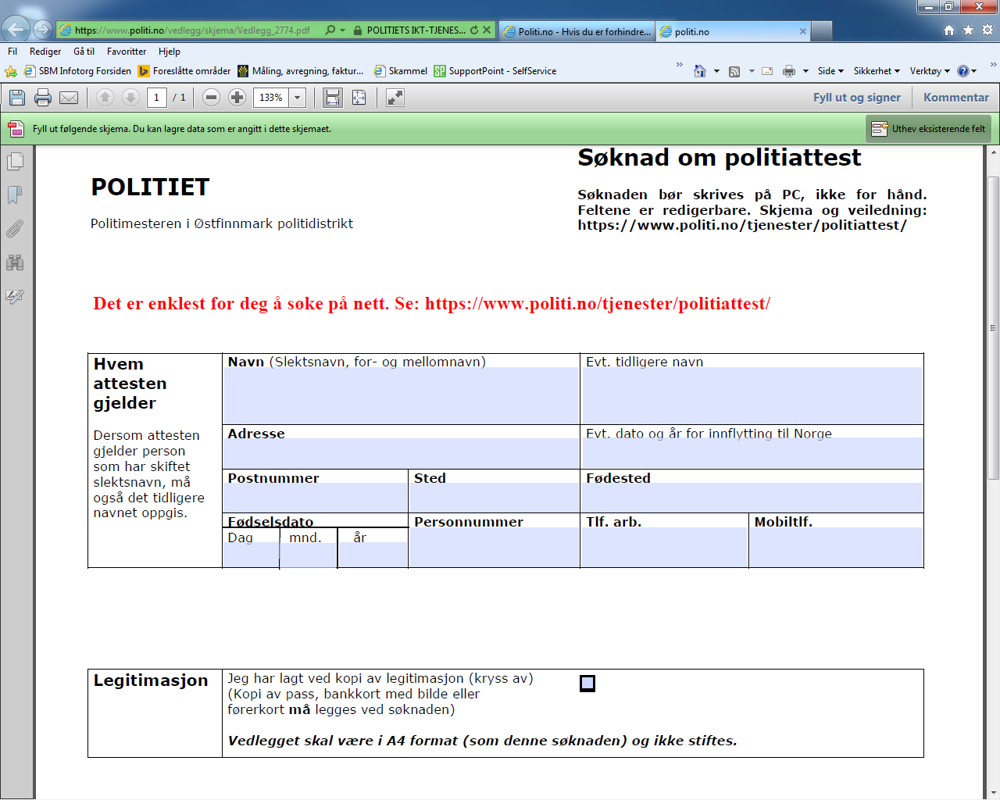 https://www.politi.no/vedlegg/skjema/Vedlegg_2774.pdf
POLITIETS IKT-TJENES...
Politi.no - Hvis du er forhindre...
politi.no
Fil Rediger Gå til Favoritter Hjelp
SBM Infotorg Forsiden
Foreslåtte områder
Måling, avregning, faktur...
Skammel
SupportPoint - SelfService
Side Sikkerhet Verktøy
1 / 1
133%
Fyll ut og signer
Kommentar
Fyll ut følgende skjema. Du kan lagre data som er angitt i dette skjemaet.
Uthev eksisterende felt
Søknad om politiattest
POLITIET
Søknaden bør skrives på PC, ikke for hånd.
Feltene er redigerbare. Skjema og veiledning:
https://www.politi.no/tjenester/politiattest/
Politimesteren i Østfinnmark politidistrikt
Det er enklest for deg å søke på nett. Se: https://www.politi.no/tjenester/politiattest/
Hvem
attesten
gjelder
Dersom attesten
gjelder person
som har skiftet
slektsnavn, må
også det tidligere
navnet oppgis.
Navn (Slektsnavn, for- og mellomnavn)
Evt. tidligere navn
Adresse
Evt. dato og år for innflytting til Norge
Postnummer
Sted
Fødested
Fødselsdato
Personnummer
Tlf. arb.
Mobiltlf.
Dag mnd. år
Legitimasjon
Jeg har lagt ved kopi av legitimasjon (kryss av)
(Kopi av pass, bankkort med bilde eller
førerkort må legges ved søknaden)
Vedlegget skal være i A4 format (som denne søknaden) og ikke stiftes.